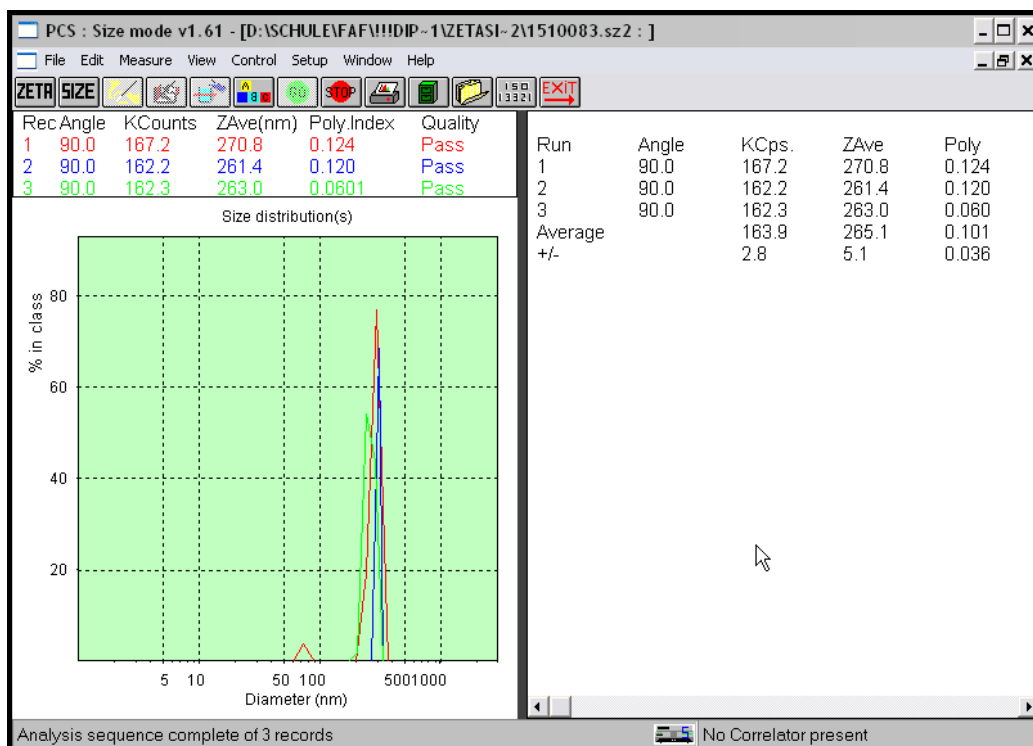 PCS : Size mode v1.61 - [D:\SCHULE\FAF\!!!DIP~1\ZETASI~2\1510083.sz2 : ]
File Edit Measure View Control Setup Window Help
ZETA SIZE A B C GO STOP ISO 13321 EXIT
Rec Angle KCounts ZAve(nm) Poly.Index Quality
1 90.0 167.2 270.8 0.124 Pass
2 90.0 162.2 261.4 0.120 Pass
3 90.0 162.3 263.0 0.0601 Pass
Size distribution(s)
% in class
80
60
40
20
5 10 50 100 500 1000
Diameter (nm)
Run Angle KCps. ZAve Poly
1 90.0 167.2 270.8 0.124
2 90.0 162.2 261.4 0.120
3 90.0 162.3 263.0 0.060
Average 163.9 265.1 0.101
+/- 2.8 5.1 0.036
Analysis sequence complete of 3 records
No Correlator present